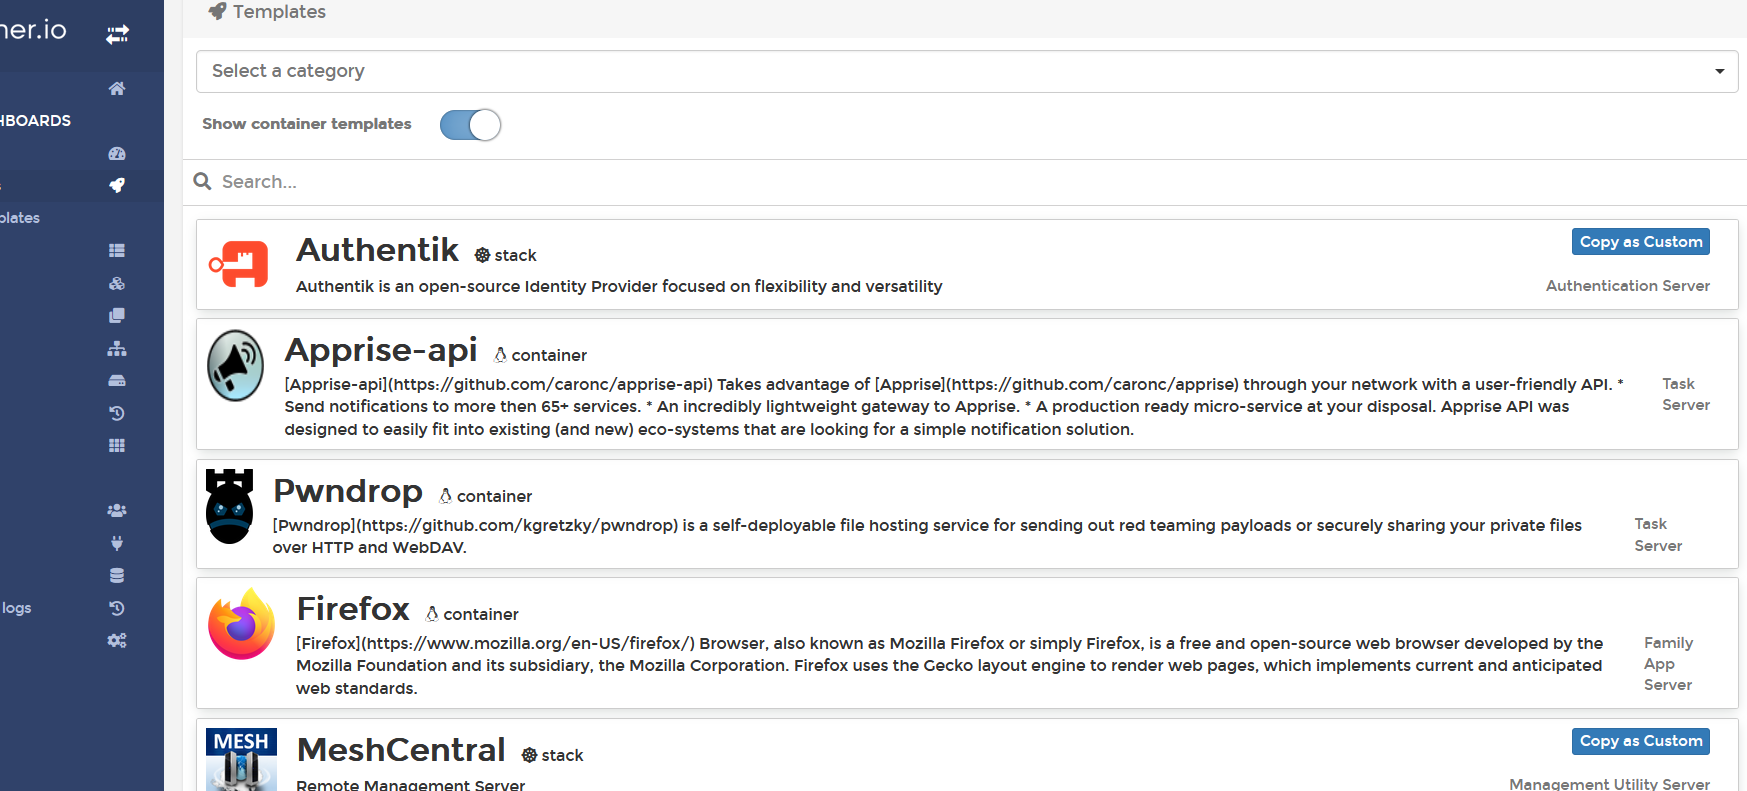 ner.io
Templates
Select a category
Show container templates
HBOARDS
Search...
plates
Authentik stack
Copy as Custom
Authentik is an open-source Identity Provider focused on flexibility and versatility
Authentication Server
Apprise-api container
[Apprise-api](https://github.com/caronc/apprise-api) Takes advantage of [Apprise](https://github.com/caronc/apprise) through your network with a user-friendly API. *
Send notifications to more then 65+ services. * An incredibly lightweight gateway to Apprise. * A production ready micro-service at your disposal. Apprise API was
designed to easily fit into existing (and new) eco-systems that are looking for a simple notification solution.
Task
Server
Pwndrop container
[Pwndrop](https://github.com/kgretzky/pwndrop) is a self-deployable file hosting service for sending out red teaming payloads or securely sharing your private files
over HTTP and WebDAV.
Task
Server
logs
Firefox container
[Firefox](https://www.mozilla.org/en-US/firefox/) Browser, also known as Mozilla Firefox or simply Firefox, is a free and open-source web browser developed by the
Mozilla Foundation and its subsidiary, the Mozilla Corporation. Firefox uses the Gecko layout engine to render web pages, which implements current and anticipated
web standards.
Family
App
Server
MESH
MeshCentral stack
Copy as Custom
Remote Management Server
Management Utility Server